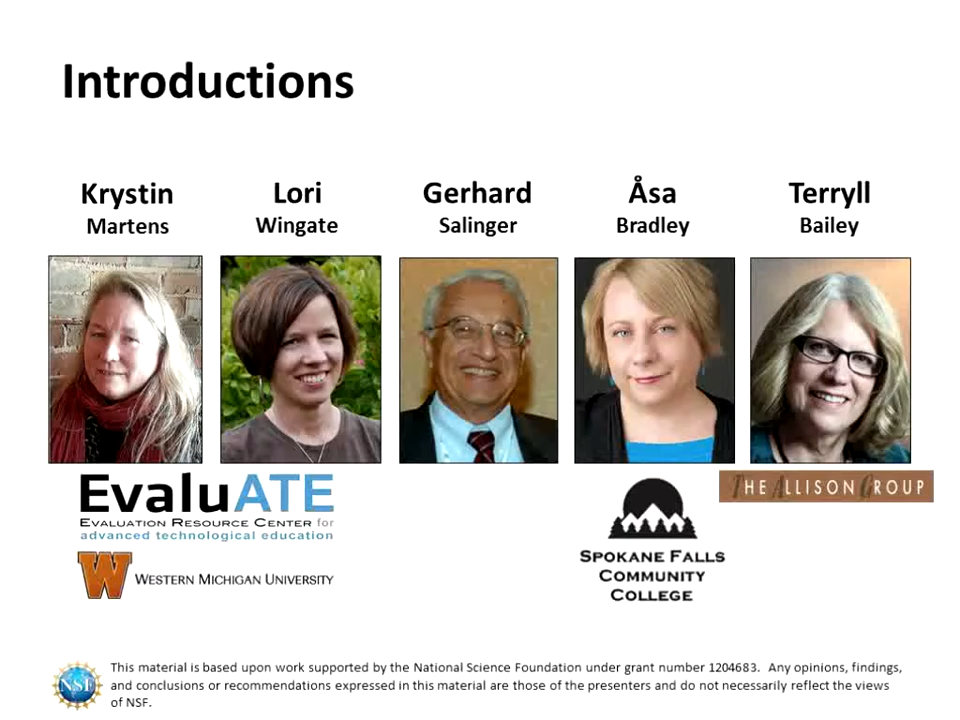 Introductions
Krystin
Martens
Lori
Wingate
Gerhard
Salinger
Åsa
Bradley
Terryll
Bailey
EvaluATE
EVALUATION RESOURCE CENTER for
advanced technological education
W WESTERN MICHIGAN UNIVERSITY
SPOKANE FALLS
COMMUNITY
COLLEGE
THE ALLISON GROUP
NSF
This material is based upon work supported by the National Science Foundation under grant number 1204683. Any opinions, findings,
and conclusions or recommendations expressed in this material are those of the presenters and do not necessarily reflect the views
of NSF.